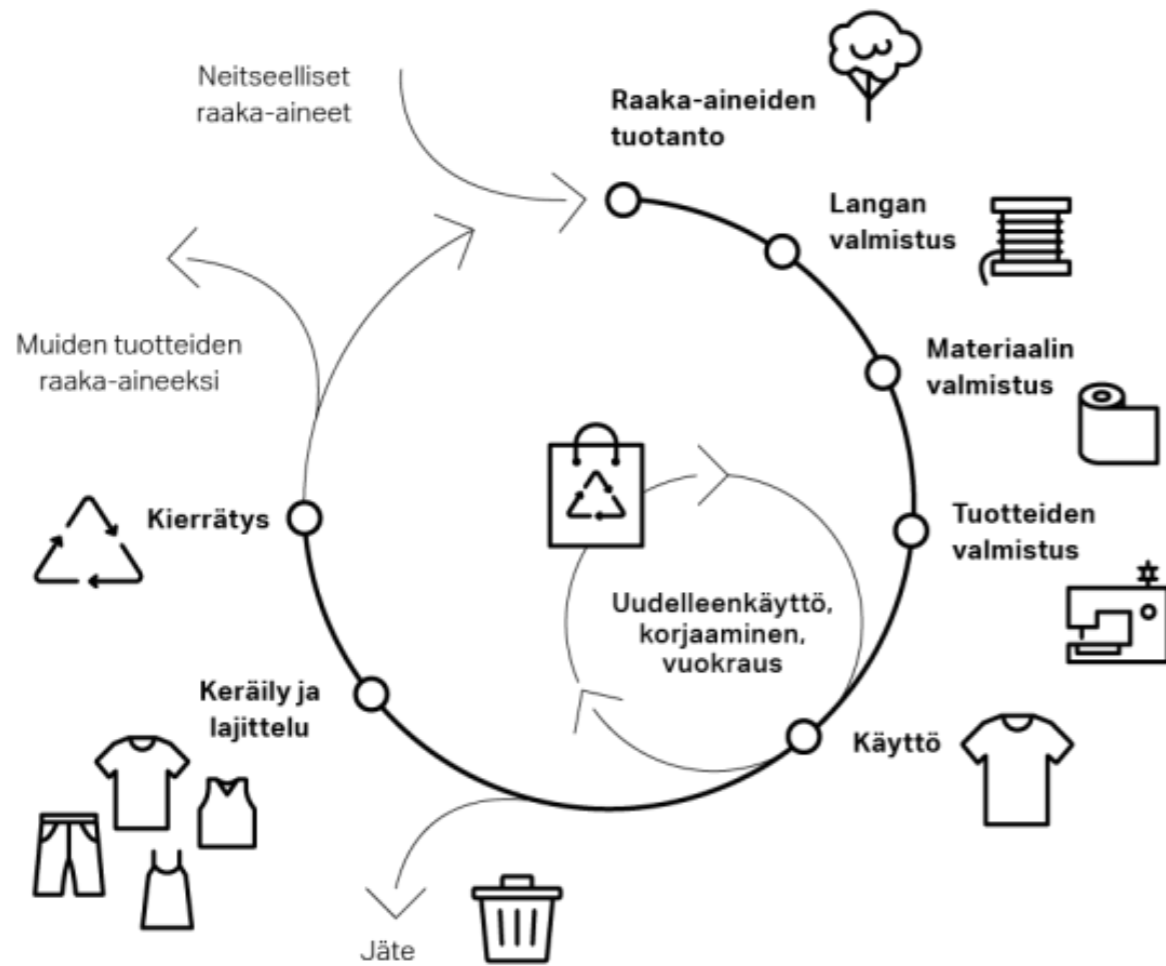 Neitseelliset
raaka-aineet
Raaka-aineiden
tuotanto
Langan
valmistus
Materiaalin
valmistus
Tuotteiden
valmistus
Käyttö
Uudelleenkäyttö,
korjaaminen,
vuokraus
Jäte
Keräily ja
lajittelu
Kierrätys
Muiden tuotteiden
raaka-aineeksi